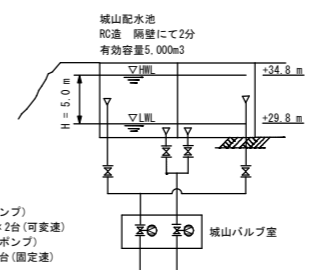 城山配水池
RC造 隔壁にて2分
有効容量5,000m3
▽HWL
+34.8 m
H = 5.0 m
▽LWL
+29.8 m
ンプ)
2台(可変速)
ポンプ)
台(固定速)
城山バルブ室